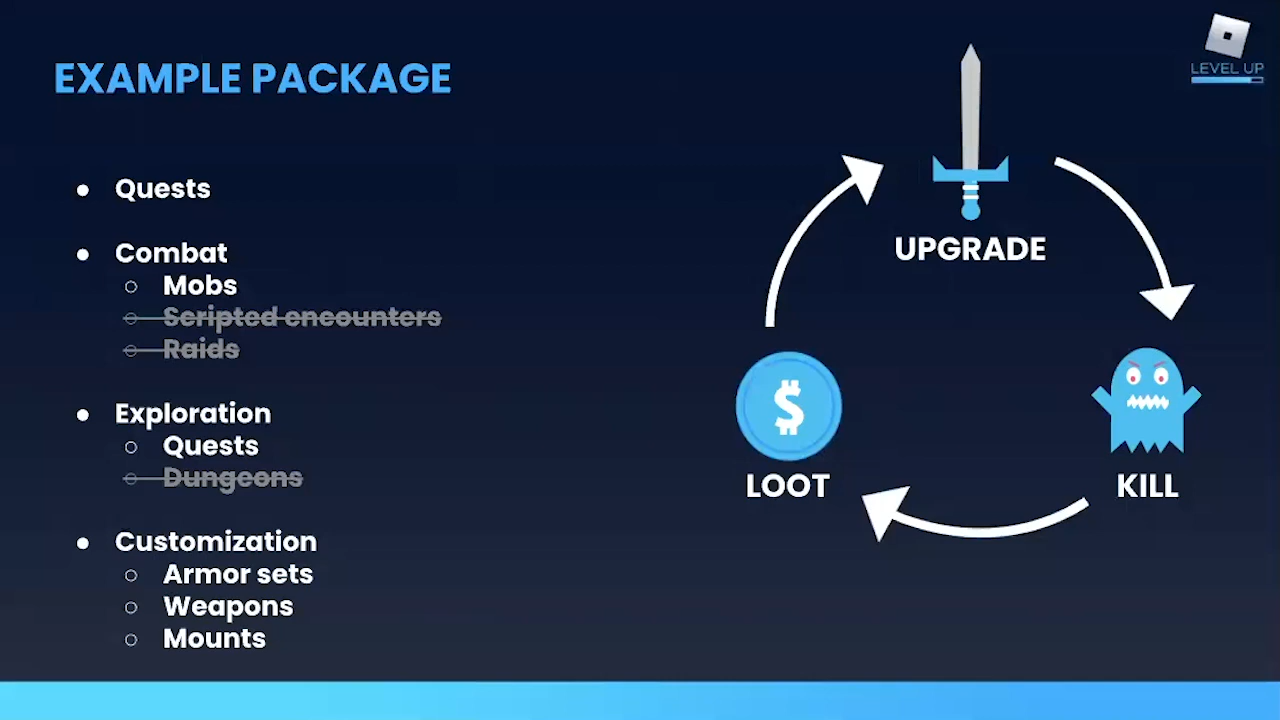 EXAMPLE PACKAGE
● Quests
● Combat
○ Mobs
○ Scripted encounters
○ Raids
● Exploration
○ Quests
○ Dungeons
● Customization
○ Armor sets
○ Weapons
○ Mounts
UPGRADE
$
LOOT
KILL
LEVEL UP